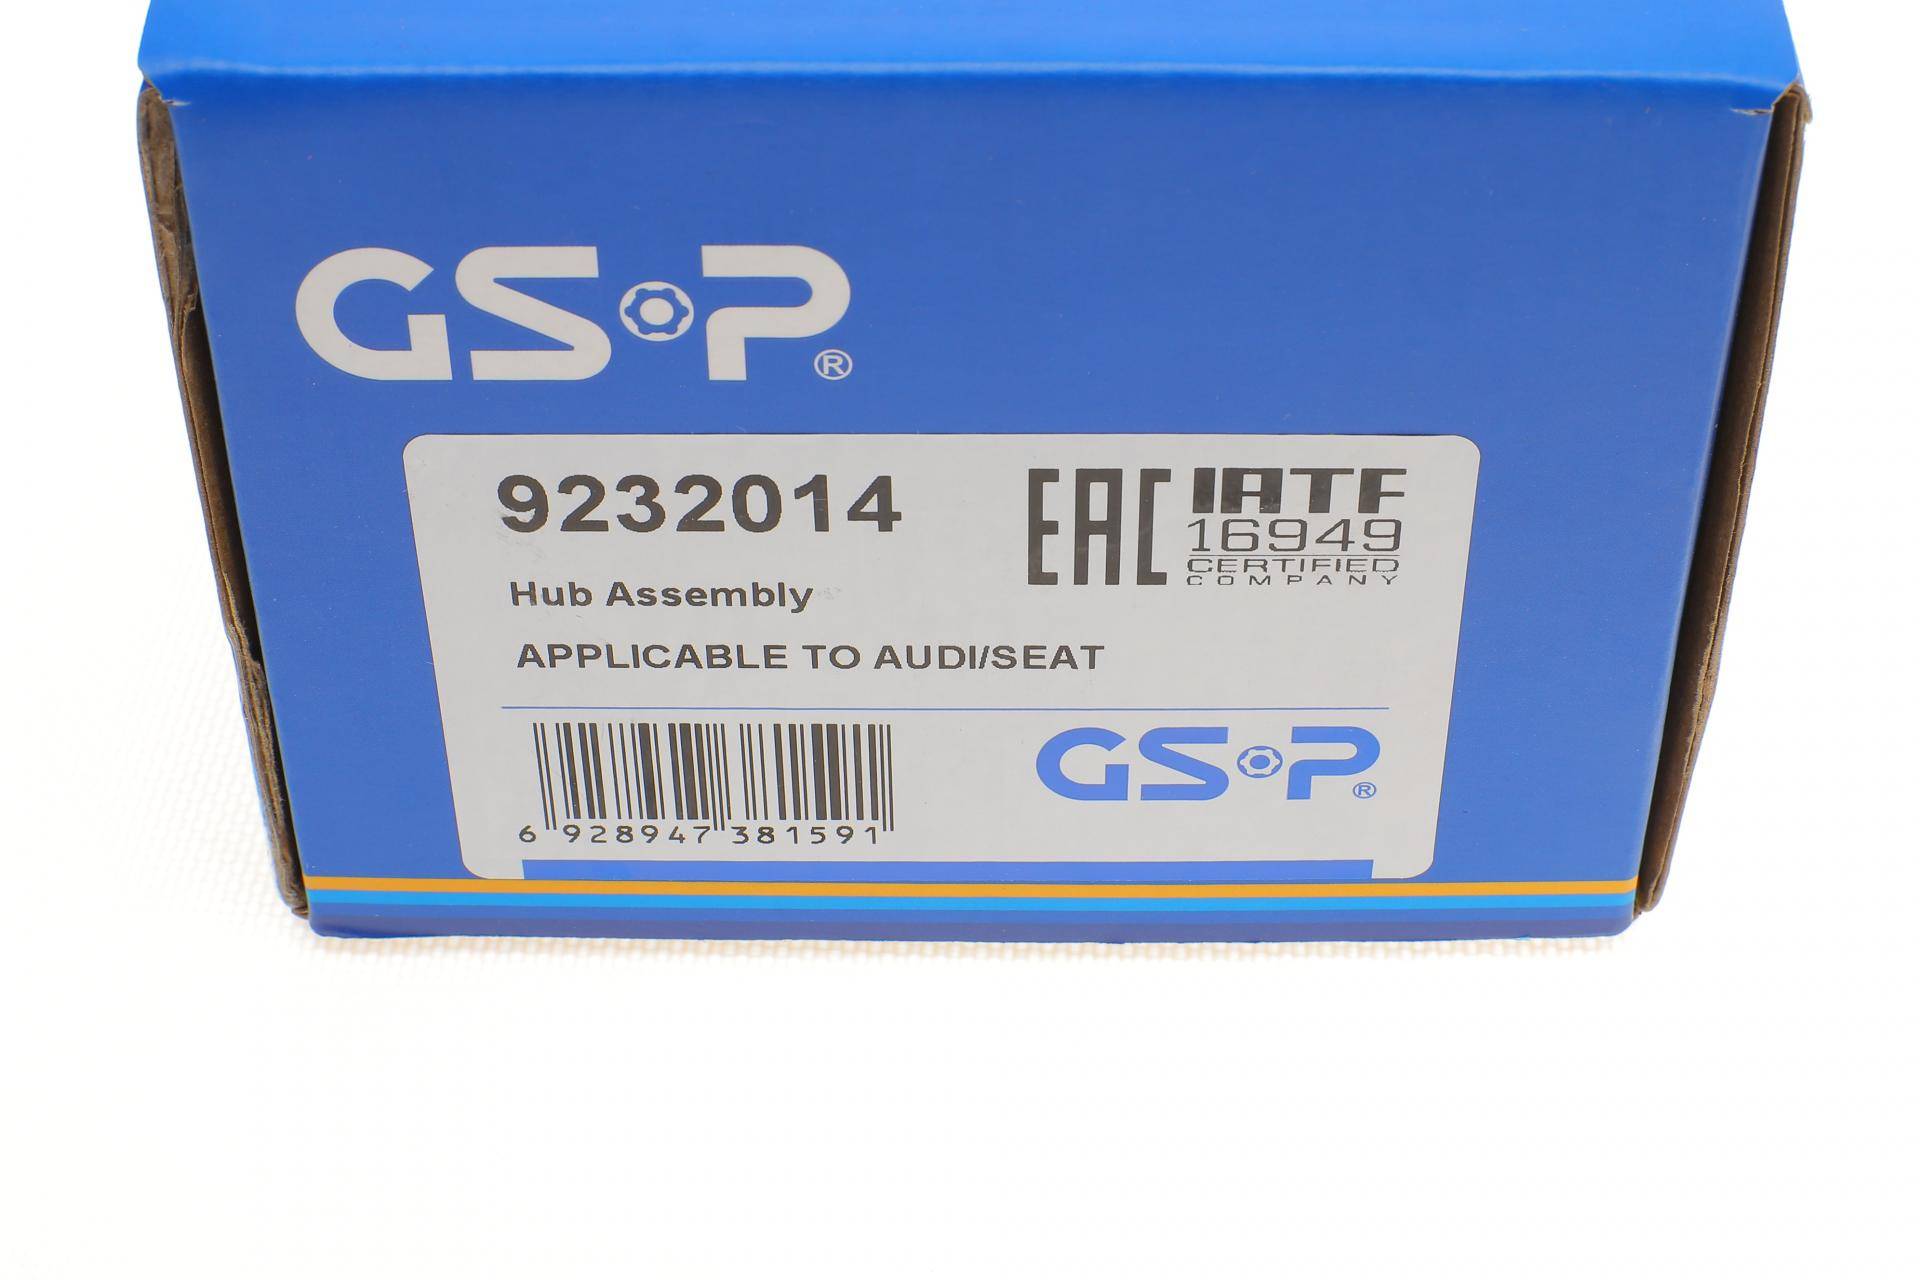 GSP®
9232014
EAC
IATF
16949
CERTIFIED
COMPANY
Hub Assembly
APPLICABLE TO AUDI/SEAT
6 928947 381591
GSP®